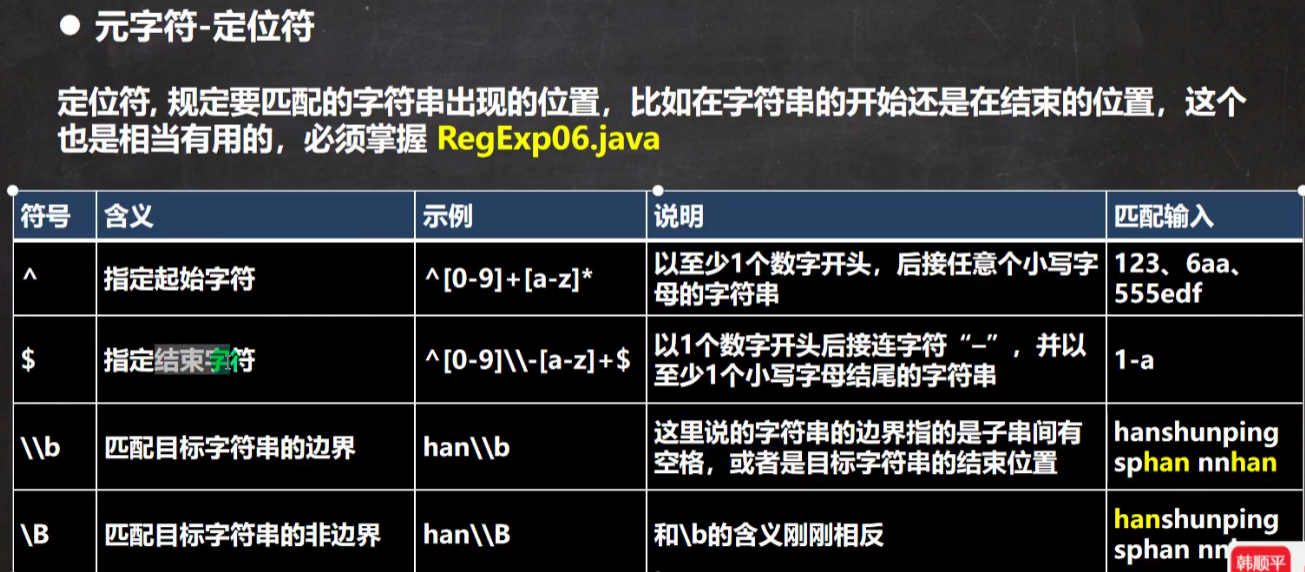 ● 元字符-定位符
定位符, 规定要匹配的字符串出现的位置，比如在字符串的开始还是在结束的位置，这个
也是相当有用的，必须掌握 RegExp06.java
符号 含义 示例 说明 匹配输入
^ 指定起始字符 ^[0-9]+[a-z]* 以至少1个数字开头，后接任意个小写字 123、6aa、
母的字符串 555edf
$ 指定结束字符 ^[0-9]\\-[a-z]+$ 以1个数字开头后接连字符“–”，并以 1-a
至少1个小写字母结尾的字符串
\\b 匹配目标字符串的边界 han\\b 这里说的字符串的边界指的是子串间有 hanshunping
空格，或者是目标字符串的结束位置 sphan nnhan
\B 匹配目标字符串的非边界 han\\B 和\b的含义刚刚相反 hanshunping
sphan
韩顺平